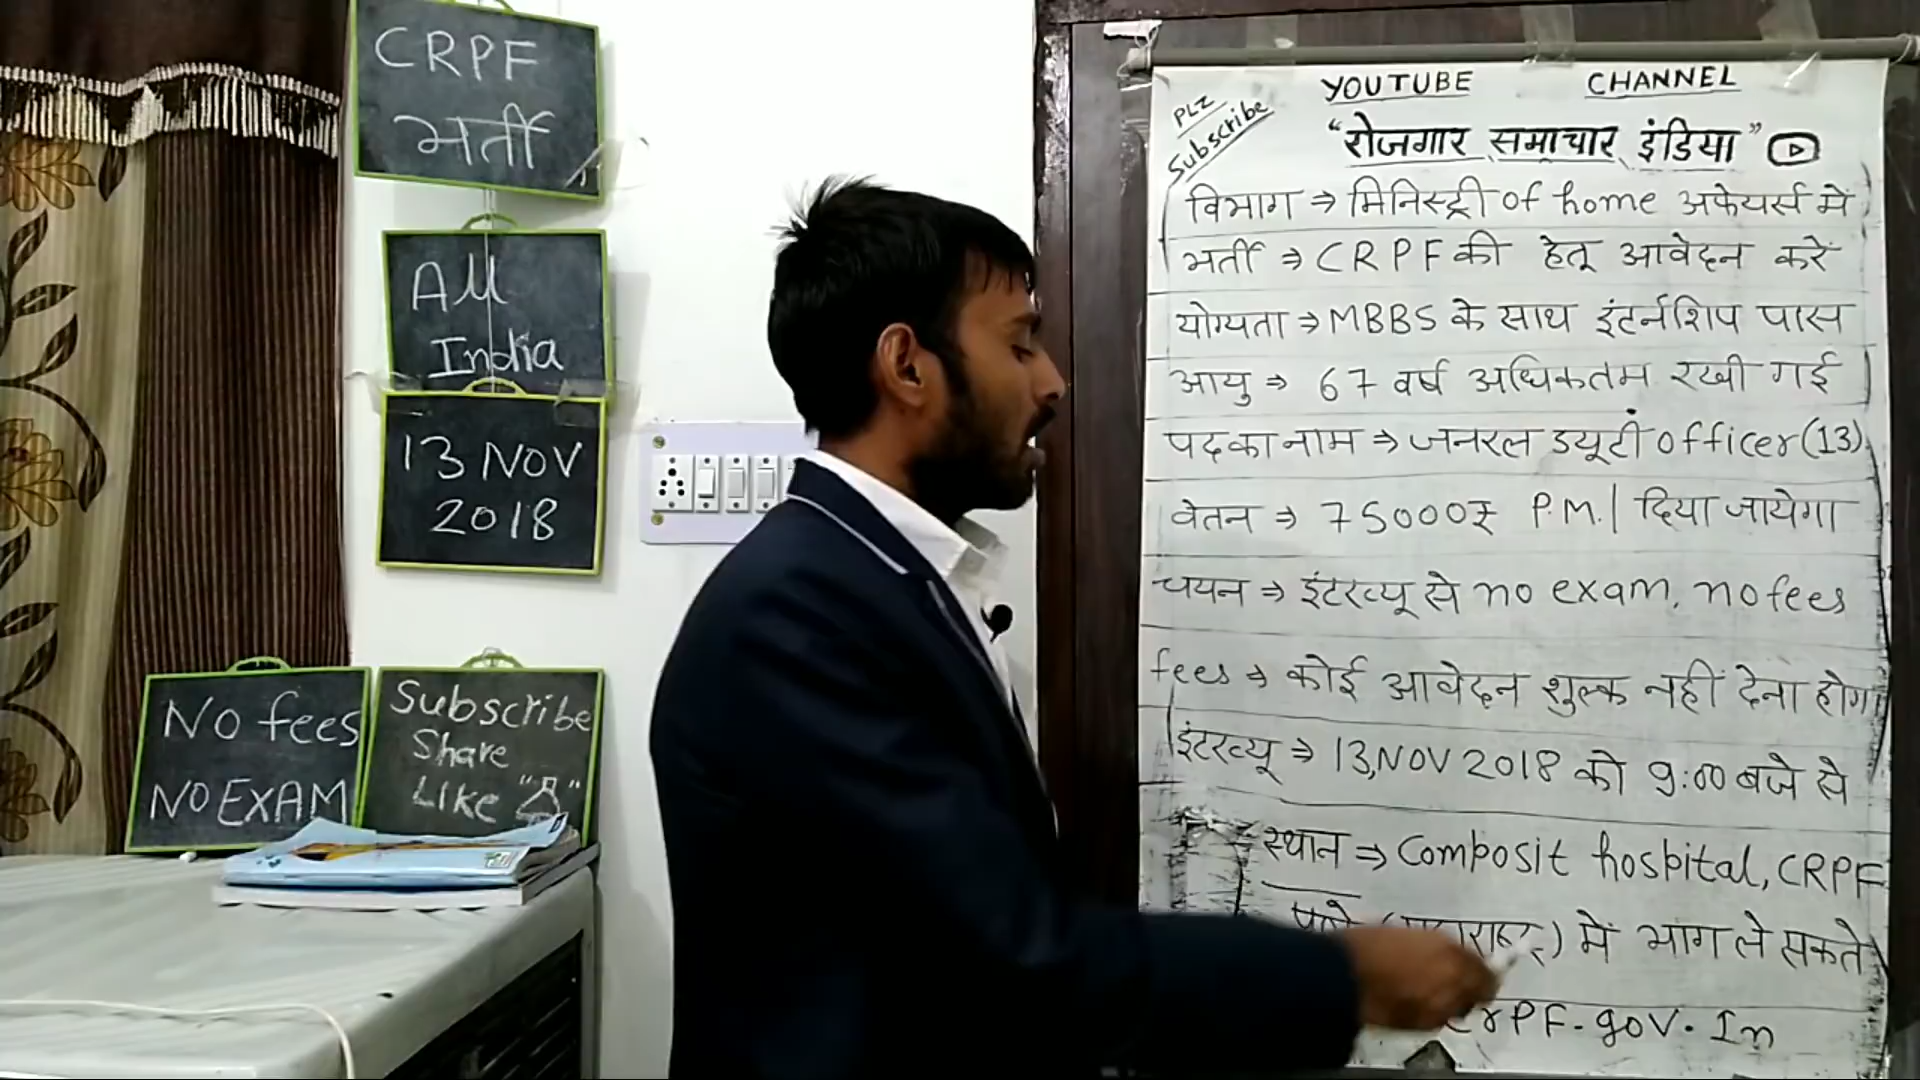 CRPF
भर्ती
All
India
13 NOV
2018
No fees
NO EXAM
Subscribe
Share
Like
PLZ
Subscribe
YOUTUBE CHANNEL
"रोजगार समाचार इंडिया"
विभाग ⇒ मिनिस्ट्री of home अफेयर्स में
भर्ती ⇒ CRPF की हेतू आवेदन करें
योग्यता ⇒ MBBS के साथ इंटर्नशिप पास
आयु ⇒ 67 वर्ष अधिकतम रखी गई
पद का नाम ⇒ जनरल डयूटी officer (13)
वेतन ⇒ 75000₹ P.M. | दिया जायेगा
चयन ⇒ इंटरव्यू से no exam, no fees
fees ⇒ कोई आवेदन शुल्क नहीं देना होगा
इंटरव्यू ⇒ 13,NOV 2018 को 9:00 बजे से
स्थान ⇒ Composit hospital, CRPF
में भाग ले सकते
CRPF.gov.In